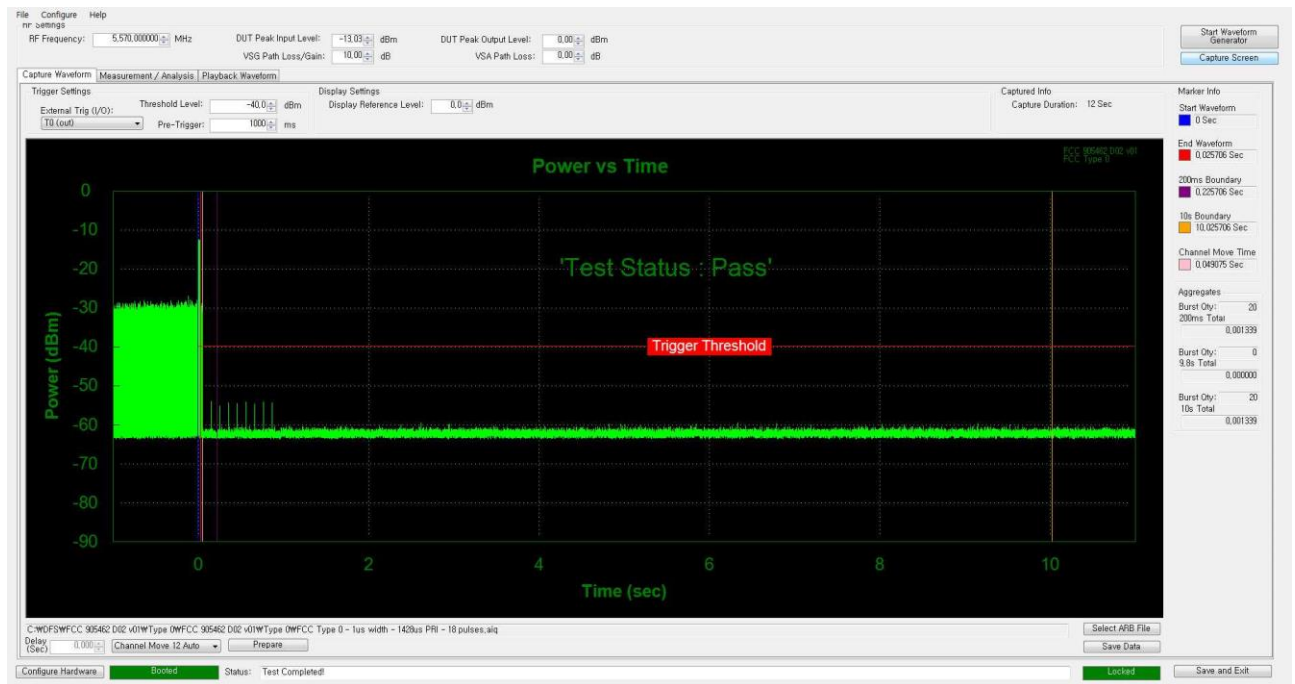 File Configure Help
RF Settings
RF Frequency: 5,570,000000 MHz DUT Peak Input Level: -13,03 dBm DUT Peak Output Level: 0,00 dBm
VSG Path Loss/Gain: 10,00 dB VSA Path Loss: 0,00 dB
Start Waveform Generator
Capture Screen
Capture Waveform Measurement / Analysis Playback Waveform
Trigger Settings
External Trig (I/O):
T0 (out)
Threshold Level: -40,0 dBm
Pre-Trigger: 1000 ms
Display Settings
Display Reference Level: 0,0 dBm
Captured Info
Capture Duration: 12 Sec
Marker Info
Start Waveform
0 Sec
End Waveform
0,025706 Sec
200ms Boundary
0,225706 Sec
10s Boundary
10,025706 Sec
Channel Move Time
0,049075 Sec
Aggregates
Burst Qty: 20
200ms Total
0,001339
Burst Qty: 0
9,8s Total
0,000000
Burst Qty: 20
10s Total
0,001339
FCC 905462 D02 v01
FCC Type 0
Power vs Time
'Test Status : Pass'
Trigger Threshold
Power (dBm)
0
-10
-20
-30
-40
-50
-60
-70
-80
-90
0 2 4 6 8 10
Time (sec)
C:₩DFS₩FCC 905462 D02 v01₩Type 0₩FCC 905462 D02 v01₩Type 0₩FCC Type 0 - 1us width - 1428us PRI - 18 pulses,aiq
Select ARB File
Delay (Sec) 0,000 Channel Move 12 Auto Prepare
Save Data
Configure Hardware Booted Status: Test Completed! Locked Save and Exit